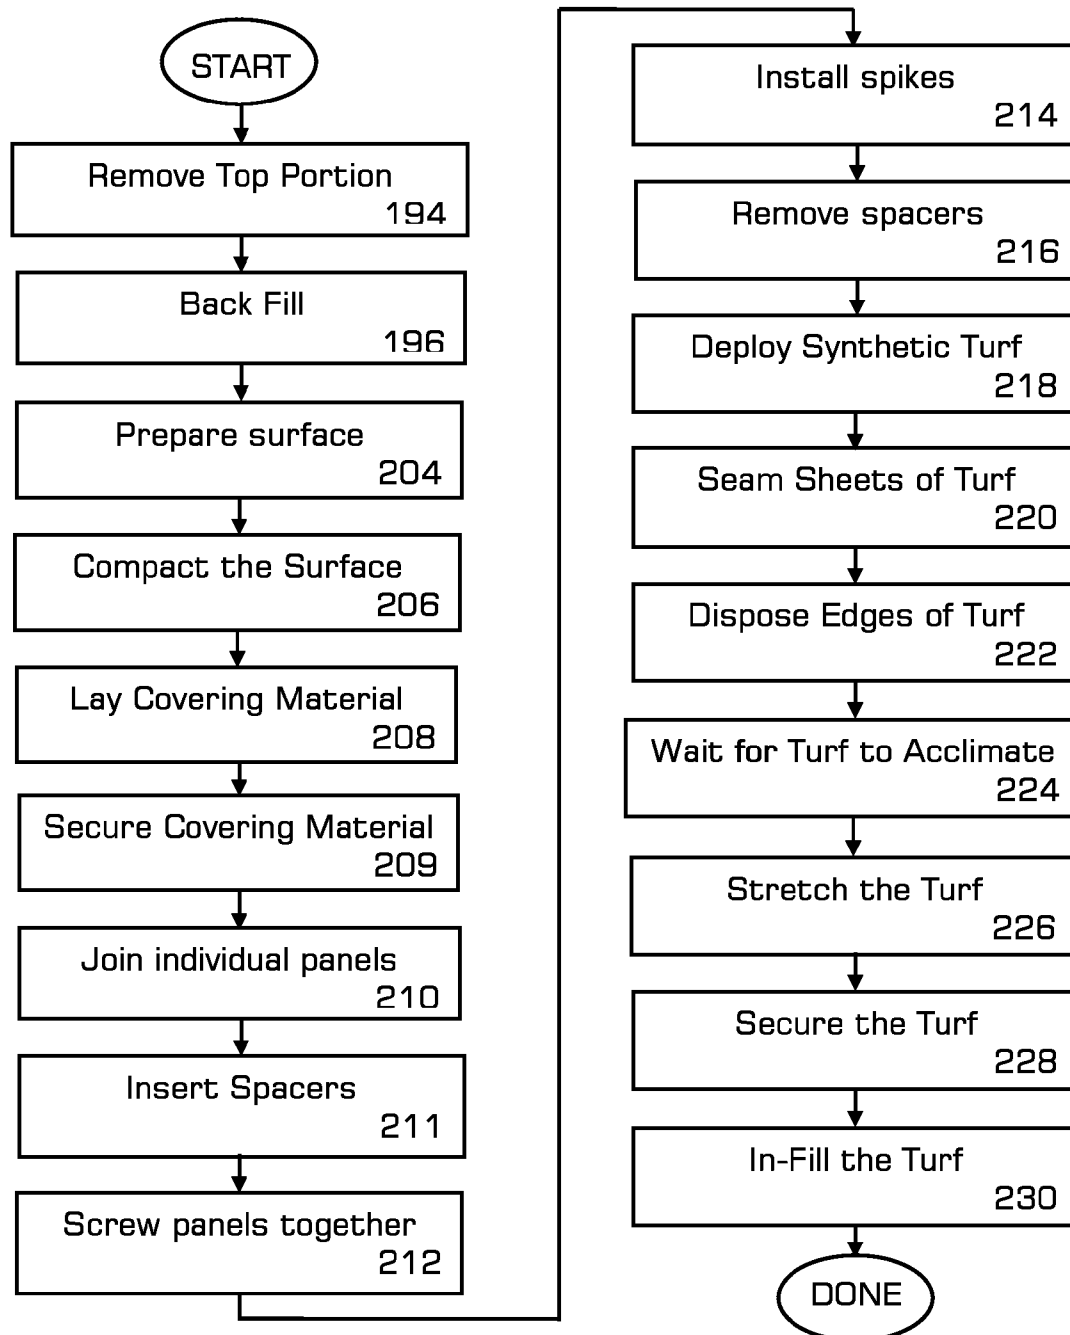 START
Remove Top Portion
194
Back Fill
196
Prepare surface
204
Compact the Surface
206
Lay Covering Material
208
Secure Covering Material
209
Join individual panels
210
Insert Spacers
211
Screw panels together
212
Install spikes
214
Remove spacers
216
Deploy Synthetic Turf
218
Seam Sheets of Turf
220
Dispose Edges of Turf
222
Wait for Turf to Acclimate
224
Stretch the Turf
226
Secure the Turf
228
In-Fill the Turf
230
DONE